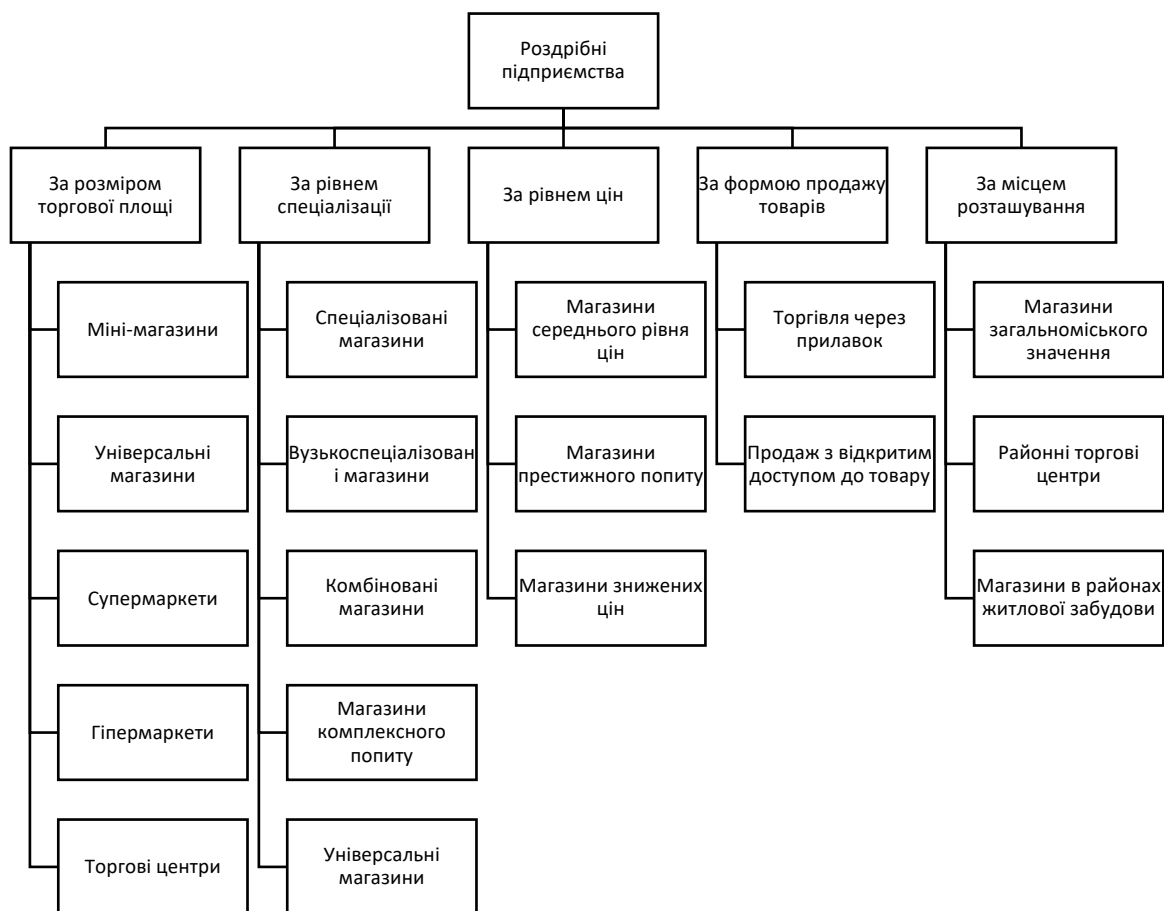 Роздрібні
підприємства
За розміром
торгової площі
Міні-магазини
Універсальні
магазини
Супермаркети
Гіпермаркети
Торгові центри
За рівнем
спеціалізації
Спеціалізовані
магазини
Вузькоспеціалізован
і магазини
Комбіновані
магазини
Магазини
комплексного
попиту
Універсальні
магазини
За рівнем цін
Магазини
середнього рівня
цін
Магазини
престижного попиту
Магазини знижених
цін
За формою продажу
товарів
Торгівля через
прилавок
Продаж з відкритим
доступом до товару
За місцем
розташування
Магазини
загальноміського
значення
Районні торгові
центри
Магазини в районах
житлової забудови